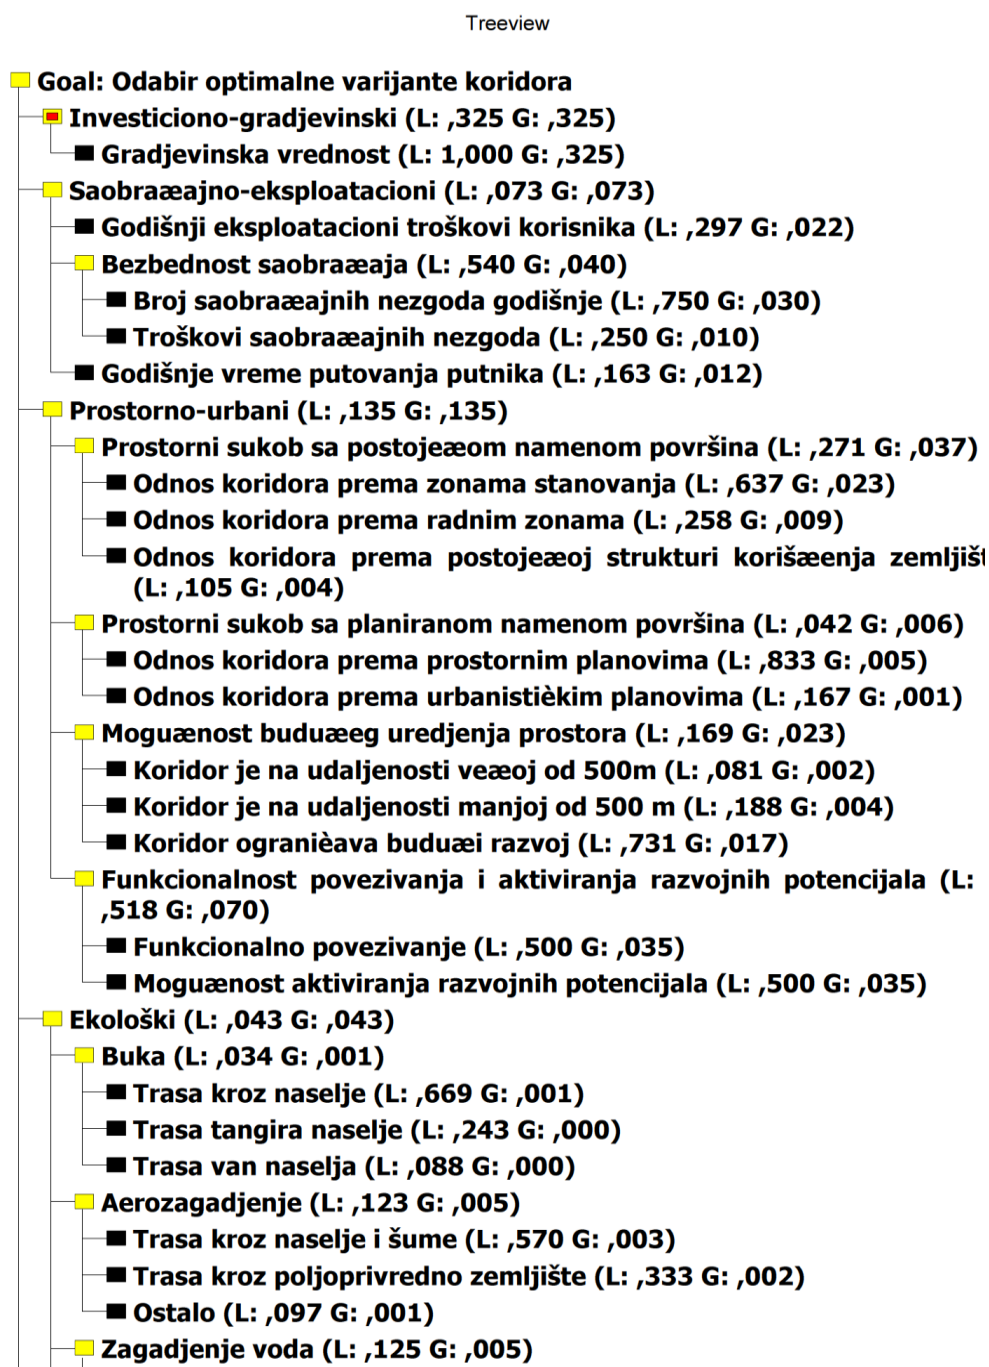 Treeview
Goal: Odabir optimalne varijante koridora
Investiciono-gradjevinski (L: ,325 G: ,325)
Gradjevinska vrednost (L: 1,000 G: ,325)
Saobraæajno-eksploatacioni (L: ,073 G: ,073)
Godišnji eksploatacioni troškovi korisnika (L: ,297 G: ,022)
Bezbednost saobraæaja (L: ,540 G: ,040)
Broj saobraæajnih nezgoda godišnje (L: ,750 G: ,030)
Troškovi saobraæajnih nezgoda (L: ,250 G: ,010)
Godišnje vreme putovanja putnika (L: ,163 G: ,012)
Prostorno-urbani (L: ,135 G: ,135)
Prostorni sukob sa postojeæom namenom površina (L: ,271 G: ,037)
Odnos koridora prema zonama stanovanja (L: ,637 G: ,023)
Odnos koridora prema radnim zonama (L: ,258 G: ,009)
Odnos koridora prema postojeæoj strukturi korišæenja zemljišt
(L: ,105 G: ,004)
Prostorni sukob sa planiranom namenom površina (L: ,042 G: ,006)
Odnos koridora prema prostornim planovima (L: ,833 G: ,005)
Odnos koridora prema urbanistièkim planovima (L: ,167 G: ,001)
Moguænost buduæeg uredjenja prostora (L: ,169 G: ,023)
Koridor je na udaljenosti veæoj od 500m (L: ,081 G: ,002)
Koridor je na udaljenosti manjoj od 500 m (L: ,188 G: ,004)
Koridor ogranièava buduæi razvoj (L: ,731 G: ,017)
Funkcionalnost povezivanja i aktiviranja razvojnih potencijala (L:
,518 G: ,070)
Funkcionalno povezivanje (L: ,500 G: ,035)
Moguænost aktiviranja razvojnih potencijala (L: ,500 G: ,035)
Ekološki (L: ,043 G: ,043)
Buka (L: ,034 G: ,001)
Trasa kroz naselje (L: ,669 G: ,001)
Trasa tangira naselje (L: ,243 G: ,000)
Trasa van naselja (L: ,088 G: ,000)
Aerozagadjenje (L: ,123 G: ,005)
Trasa kroz naselje i šume (L: ,570 G: ,003)
Trasa kroz poljoprivredno zemljište (L: ,333 G: ,002)
Ostalo (L: ,097 G: ,001)
Zagadjenje voda (L: ,125 G: ,005)